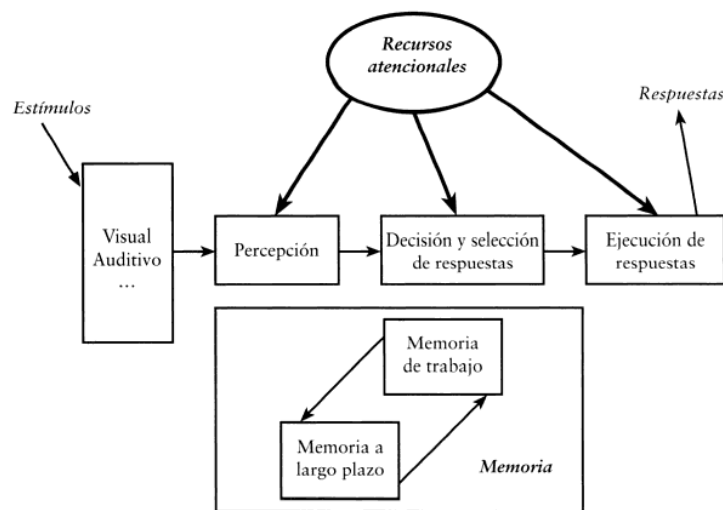 Recursos
atencionales
Estímulos
Respuestas
Visual
Auditivo
...
Percepción
Decisión y selección
de respuestas
Ejecución de
respuestas
Memoria
de trabajo
Memoria a
largo plazo
Memoria